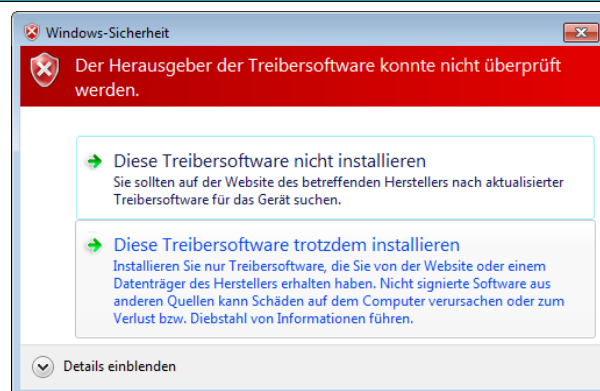 Windows-Sicherheit
Der Herausgeber der Treibersoftware konnte nicht überprüft
werden.
Diese Treibersoftware nicht installieren
Sie sollten auf der Website des betreffenden Herstellers nach aktualisierter
Treibersoftware für das Gerät suchen.
Diese Treibersoftware trotzdem installieren
Installieren Sie nur Treibersoftware, die Sie von der Website oder einem
Datenträger des Herstellers erhalten haben. Nicht signierte Software aus
anderen Quellen kann Schäden auf dem Computer verursachen oder zum
Verlust bzw. Diebstahl von Informationen führen.
Details einblenden